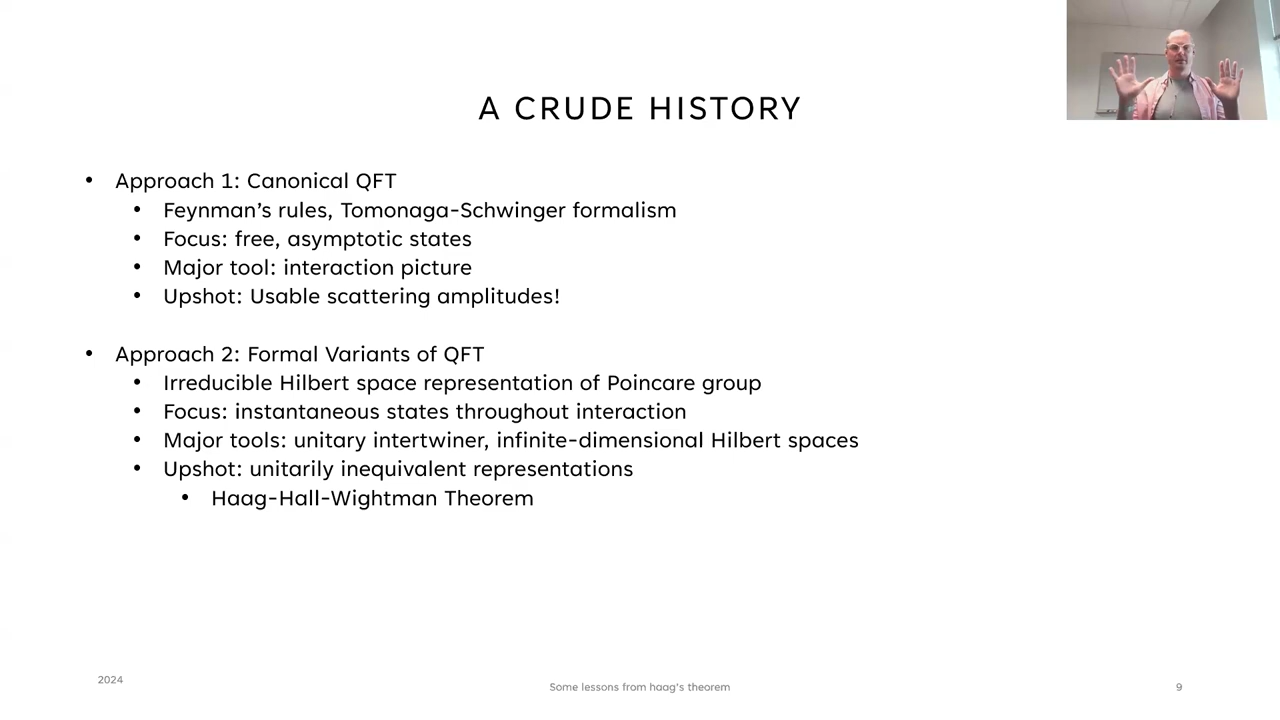 A CRUDE HISTORY
• Approach 1: Canonical QFT
• Feynman's rules, Tomonaga-Schwinger formalism
• Focus: free, asymptotic states
• Major tool: interaction picture
• Upshot: Usable scattering amplitudes!
• Approach 2: Formal Variants of QFT
• Irreducible Hilbert space representation of Poincare group
• Focus: instantaneous states throughout interaction
• Major tools: unitary intertwiner, infinite-dimensional Hilbert spaces
• Upshot: unitarily inequivalent representations
• Haag-Hall-Wightman Theorem
2024
Some lessons from haag's theorem
9